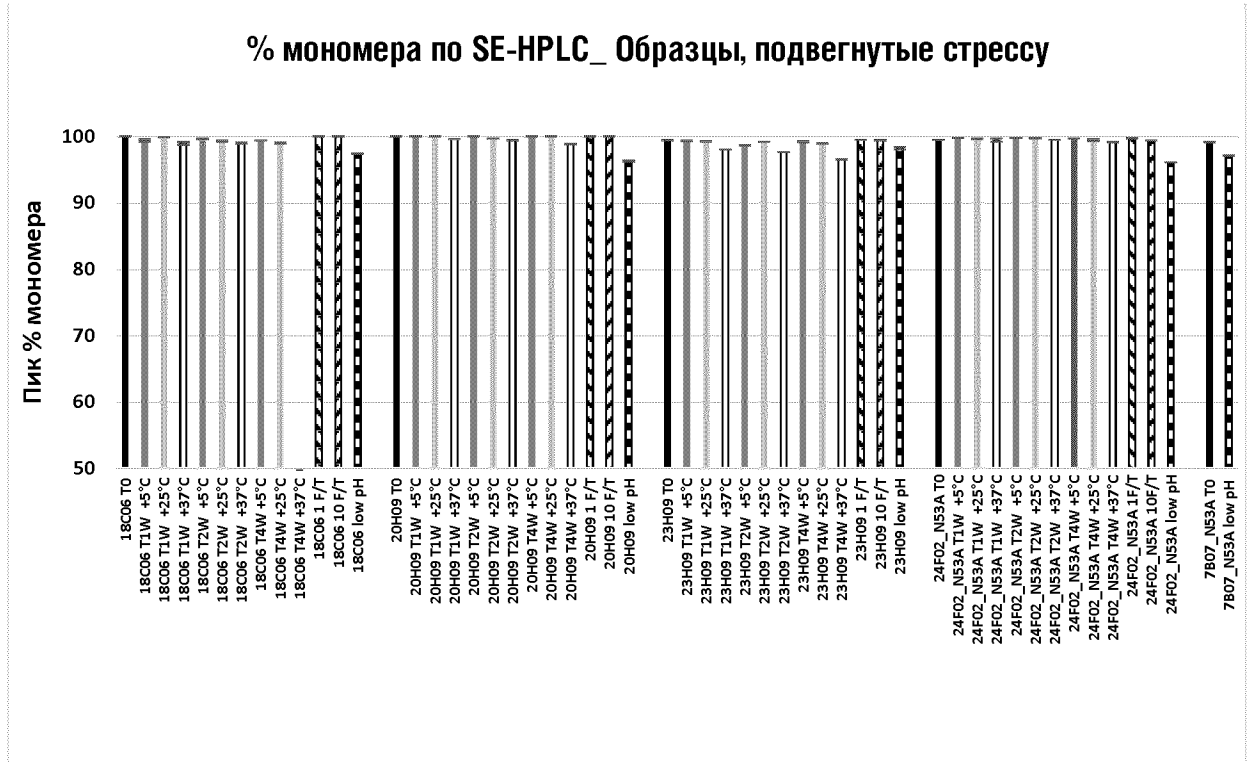 % мономера по SE-HPLC_ Образцы, подвегнутые стрессу
Пик % мономера
100
90
80
70
60
50
18C06 T0
18C06 T1W +5°C
18C06 T1W +25°C
18C06 T1W +37°C
18C06 T2W +5°C
18C06 T2W +25°C
18C06 T2W +37°C
18C06 T4W +5°C
18C06 T4W +25°C
18C06 T4W +37°C
18C06 1 F/T
18C06 10 F/T
18C06 low pH
20H09 T0
20H09 T1W +5°C
20H09 T1W +25°C
20H09 T1W +37°C
20H09 T2W +5°C
20H09 T2W +25°C
20H09 T2W +37°C
20H09 T4W +5°C
20H09 T4W +25°C
20H09 T4W +37°C
20H09 1 F/T
20H09 10 F/T
20H09 low pH
23H09 T0
23H09 T1W +5°C
23H09 T1W +25°C
23H09 T1W +37°C
23H09 T2W +5°C
23H09 T2W +25°C
23H09 T2W +37°C
23H09 T4W +5°C
23H09 T4W +25°C
23H09 T4W +37°C
23H09 1 F/T
23H09 10 F/T
23H09 low pH
24F02_N53A T0
24F02_N53A T1W +5°C
24F02_N53A T1W +25°C
24F02_N53A T1W +37°C
24F02_N53A T2W +5°C
24F02_N53A T2W +25°C
24F02_N53A T2W +37°C
24F02_N53A T4W +5°C
24F02_N53A T4W +25°C
24F02_N53A T4W +37°C
24F02_N53A 1F/T
24F02_N53A 10F/T
24F02_N53A low pH
7B07_N53A T0
7B07_N53A low pH